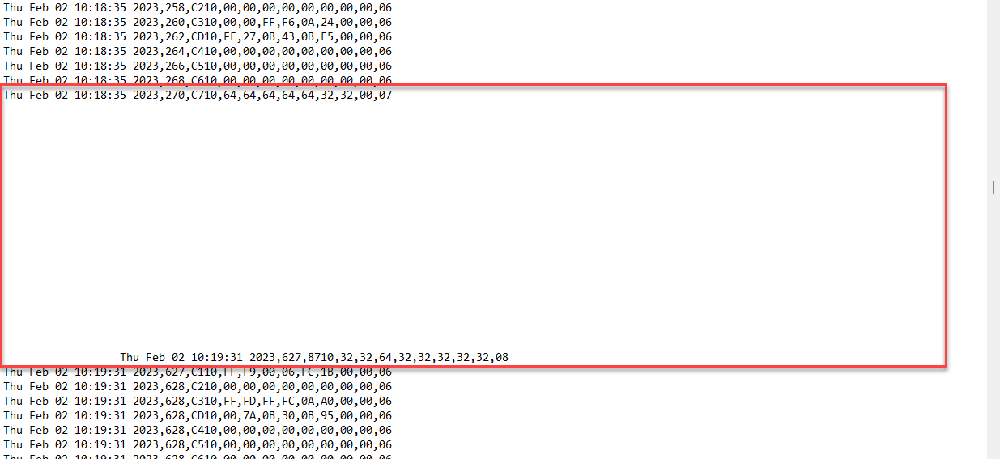 Thu Feb 02 10:18:35 2023,258,C210,00,00,00,00,00,00,00,00,06
Thu Feb 02 10:18:35 2023,260,C310,00,00,FF,F6,0A,24,00,00,06
Thu Feb 02 10:18:35 2023,262,CD10,FE,27,0B,43,0B,E5,00,00,06
Thu Feb 02 10:18:35 2023,264,C410,00,00,00,00,00,00,00,00,06
Thu Feb 02 10:18:35 2023,266,C510,00,00,00,00,00,00,00,00,06
Thu Feb 02 10:18:35 2023,268,C610,00,00,00,00,00,00,00,00,06
Thu Feb 02 10:18:35 2023,270,C710,64,64,64,64,64,32,32,00,07
Thu Feb 02 10:19:31 2023,627,8710,32,32,64,32,32,32,32,32,08
Thu Feb 02 10:19:31 2023,627,C110,FF,F9,00,06,FC,1B,00,00,06
Thu Feb 02 10:19:31 2023,628,C210,00,00,00,00,00,00,00,00,06
Thu Feb 02 10:19:31 2023,628,C310,FF,FD,FF,FC,0A,A0,00,00,06
Thu Feb 02 10:19:31 2023,628,CD10,00,7A,0B,30,0B,95,00,00,06
Thu Feb 02 10:19:31 2023,628,C410,00,00,00,00,00,00,00,00,06
Thu Feb 02 10:19:31 2023,628,C510,00,00,00,00,00,00,00,00,06
Thu Feb 02 10:19:31 2023,628,C610,00,00,00,00,00,00,00,00,06